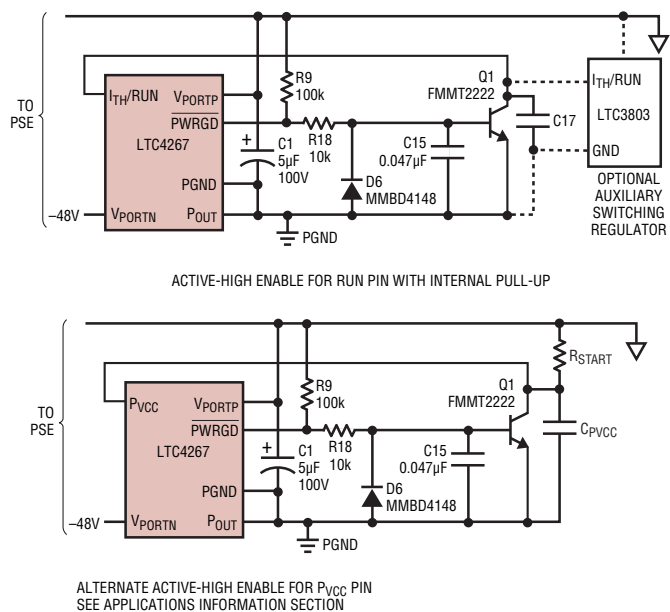 TO
PSE
I_TH/RUN
V_PORTP
PWRGD
LTC4267
PGND
V_PORTN
P_OUT
–48V
R9
100k
R18
10k
+
C1
5µF
100V
D6
MMBD4148
C15
0.047µF
Q1
FMMT2222
C17
I_TH/RUN
LTC3803
GND
OPTIONAL
AUXILIARY
SWITCHING
REGULATOR
PGND
ACTIVE-HIGH ENABLE FOR RUN PIN WITH INTERNAL PULL-UP
TO
PSE
P_VCC
V_PORTP
PWRGD
LTC4267
PGND
V_PORTN
P_OUT
–48V
R9
100k
R18
10k
+
C1
5µF
100V
D6
MMBD4148
C15
0.047µF
Q1
FMMT2222
R_START
C_PVCC
PGND
ALTERNATE ACTIVE-HIGH ENABLE FOR P_VCC PIN
SEE APPLICATIONS INFORMATION SECTION